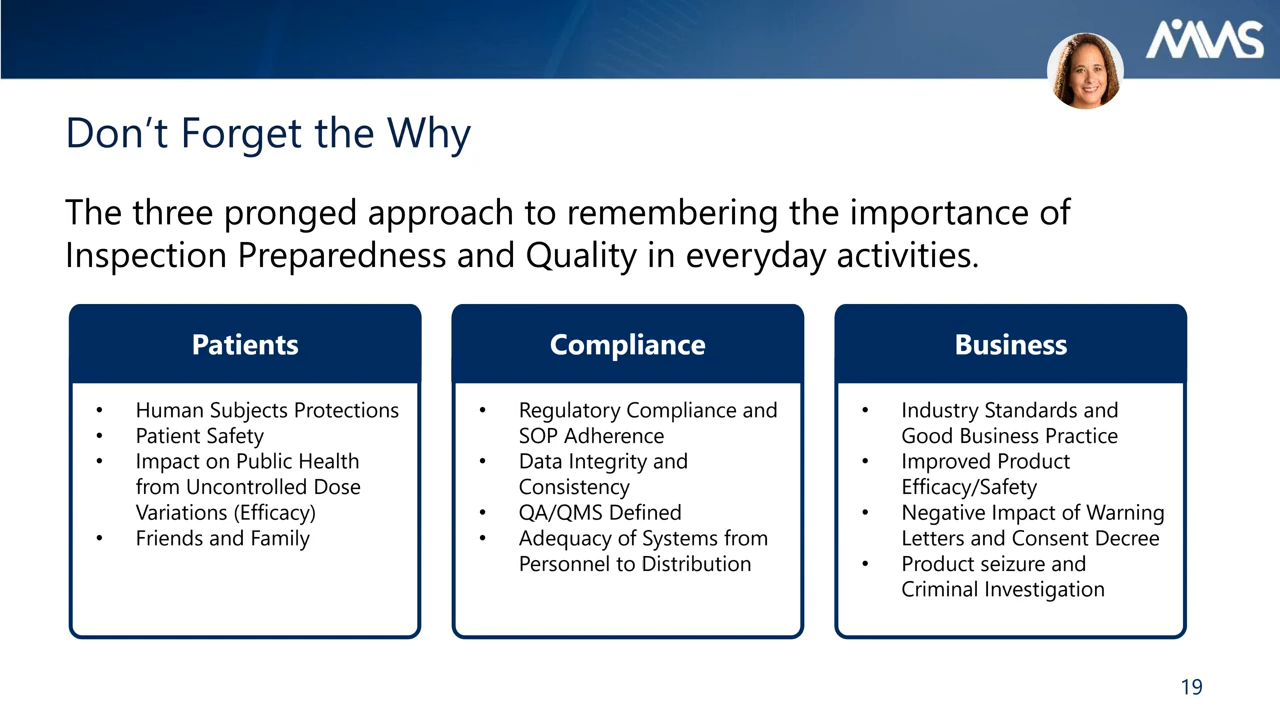 MMS
Don't Forget the Why
The three pronged approach to remembering the importance of
Inspection Preparedness and Quality in everyday activities.
Patients
• Human Subjects Protections
• Patient Safety
• Impact on Public Health
from Uncontrolled Dose
Variations (Efficacy)
• Friends and Family
Compliance
• Regulatory Compliance and
SOP Adherence
• Data Integrity and
Consistency
• QA/QMS Defined
• Adequacy of Systems from
Personnel to Distribution
Business
• Industry Standards and
Good Business Practice
• Improved Product
Efficacy/Safety
• Negative Impact of Warning
Letters and Consent Decree
• Product seizure and
Criminal Investigation
19